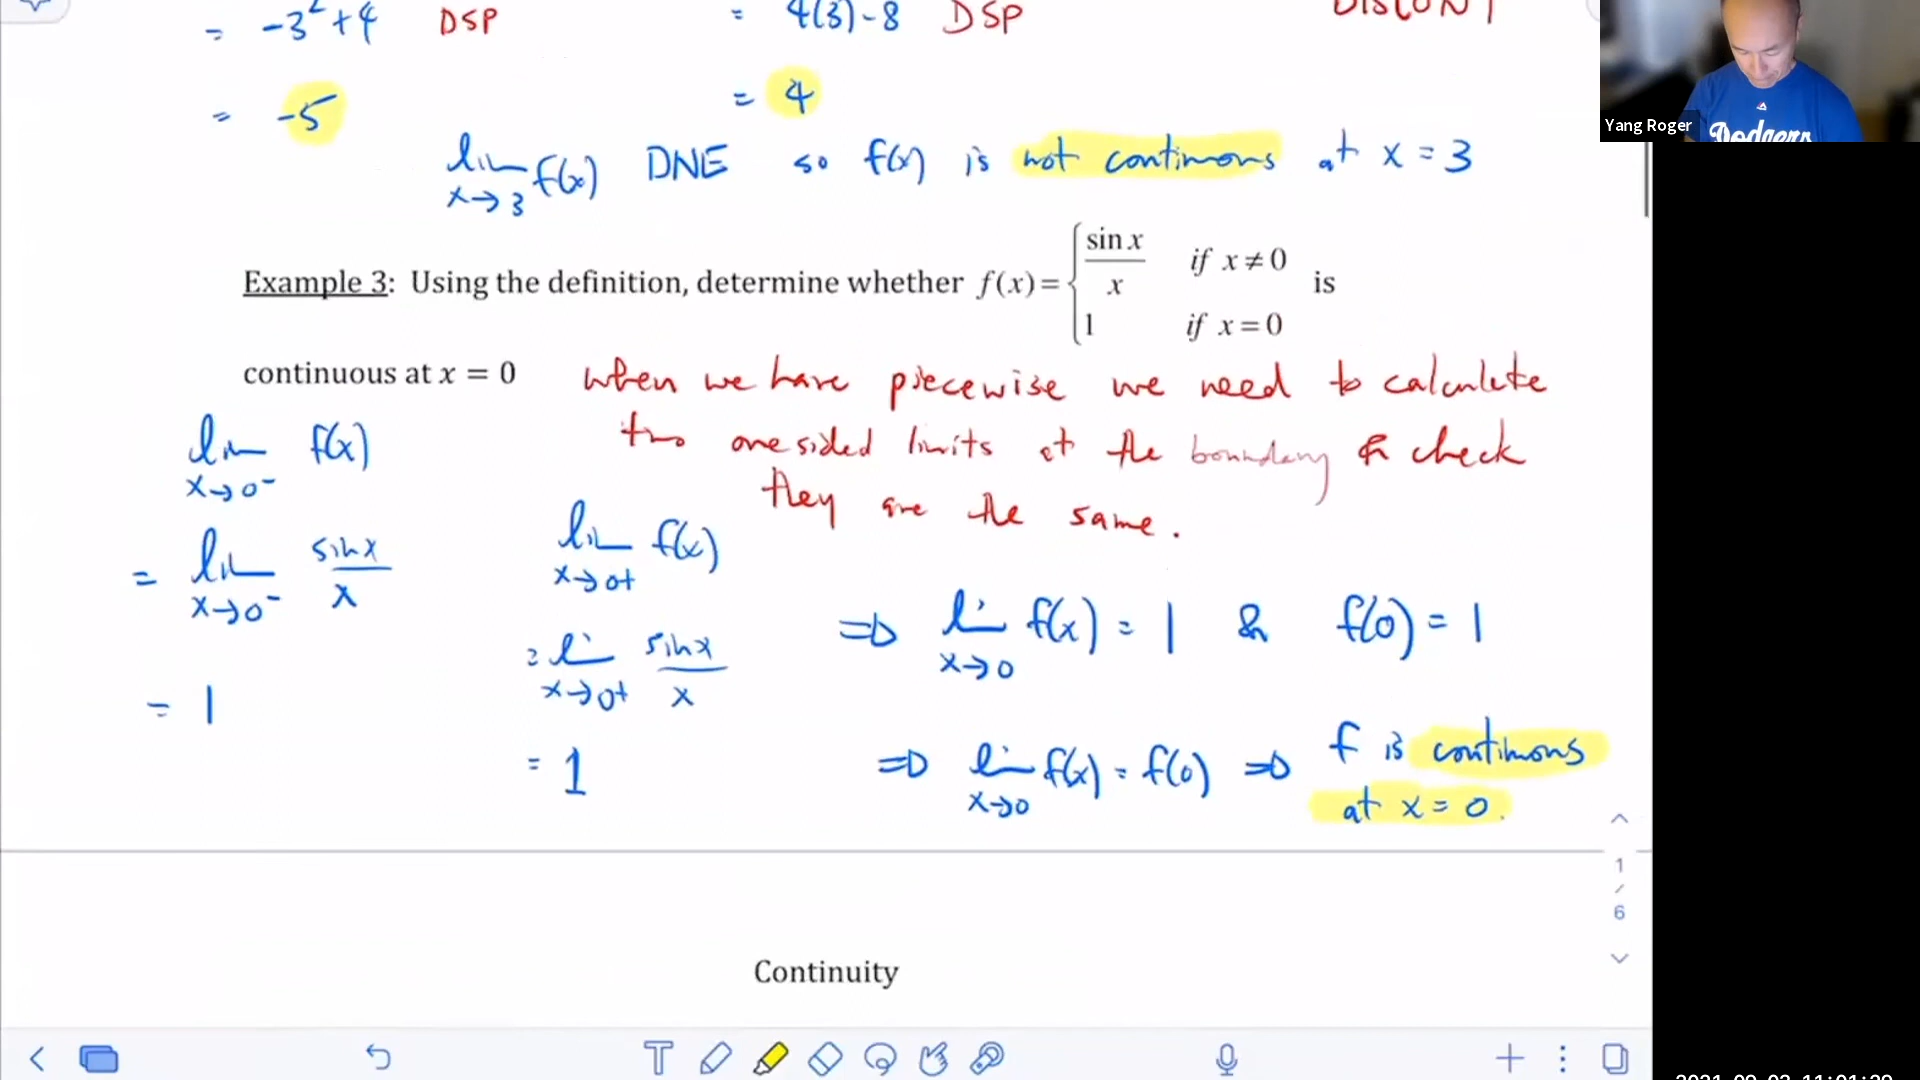 = -3² + 4 DSP = 4(3) - 8 DSP
= -5 = 4
lim x→3 f(x) DNE so f(x) is not continuous at x = 3
Example 3: Using the definition, determine whether f(x) = { sin x / x if x ≠ 0
1 if x = 0 is
continuous at x = 0
when we have piecewise we need to calculate
two one sided limits at the boundary & check
they are the same.
lim x→0⁻ f(x)
= lim x→0⁻ sin x / x
= 1
lim x→0+ f(x)
= lim x→0+ sin x / x
= 1
⇒ lim x→0 f(x) = 1 & f(0) = 1
⇒ lim x→0 f(x) = f(0) ⇒ f is continuous
at x = 0.
1
/
6
Continuity
Yang Roger
Dodgers